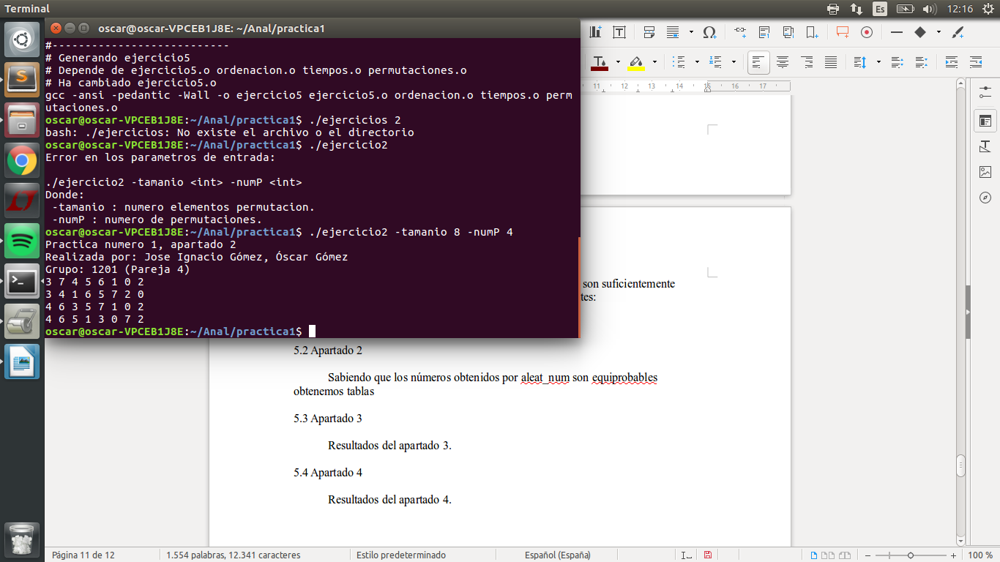 Terminal
Es
12:16
oscar@oscar-VPCEB1J8E: ~/Anal/practica1
#----------------------------
# Generando ejercicio5
# Depende de ejercicio5.o ordenacion.o tiempos.o permutaciones.o
# Ha cambiado ejercicio5.o
gcc -ansi -pedantic -Wall -o ejercicio5 ejercicio5.o ordenacion.o tiempos.o perm
utaciones.o
oscar@oscar-VPCEB1J8E:~/Anal/practica1$ ./ejercicios 2
bash: ./ejercicios: No existe el archivo o el directorio
oscar@oscar-VPCEB1J8E:~/Anal/practica1$ ./ejercicio2
Error en los parametros de entrada:
./ejercicio2 -tamanio <int> -numP <int>
Donde:
-tamanio : numero elementos permutacion.
-numP : numero de permutaciones.
oscar@oscar-VPCEB1J8E:~/Anal/practica1$ ./ejercicio2 -tamanio 8 -numP 4
Practica numero 1, apartado 2
Realizada por: Jose Ignacio Gómez, Óscar Gómez
Grupo: 1201 (Pareja 4)
3 7 4 5 6 1 0 2
3 4 1 6 5 7 2 0
4 6 3 5 7 1 0 2
4 6 5 1 3 0 7 2
oscar@oscar-VPCEB1J8E:~/Anal/practica1$
11 12 13 14 15 16 17
son suficientemente
tes:
5.2 Apartado 2
Sabiendo que los números obtenidos por aleat_num son equiprobables
obtenemos tablas
5.3 Apartado 3
Resultados del apartado 3.
5.4 Apartado 4
Resultados del apartado 4.
Página 11 de 12
1.554 palabras, 12.341 caracteres
Estilo predeterminado
Español (España)
100 %